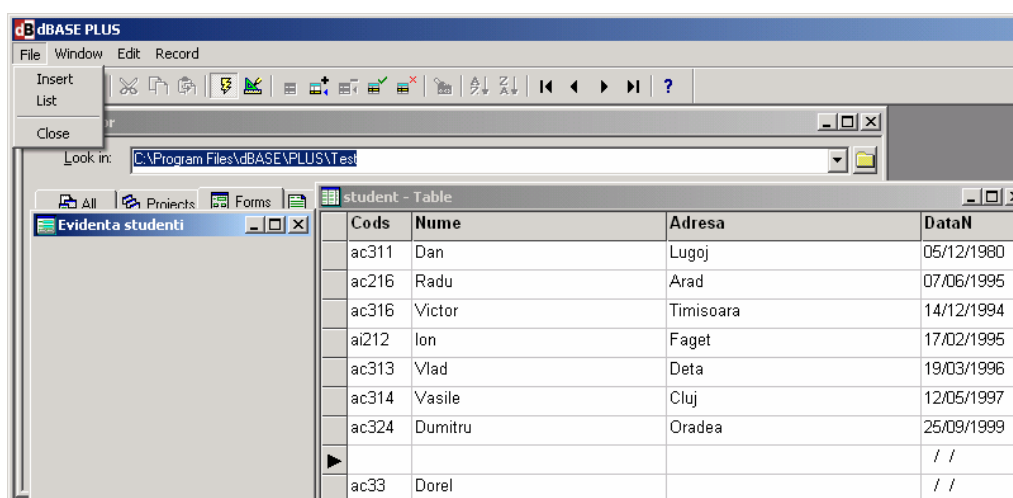 dB dBASE PLUS
File Window Edit Record
Insert
List
Close
?
Look in: C:\Program Files\dBASE\PLUS\Test
All Projects Forms
student - Table
Evidenta studenti
Cods Nume Adresa DataN
ac311 Dan Lugoj 05/12/1980
ac216 Radu Arad 07/06/1995
ac316 Victor Timisoara 14/12/1994
ai212 Ion Faget 17/02/1995
ac313 Vlad Deta 19/03/1996
ac314 Vasile Cluj 12/05/1997
ac324 Dumitru Oradea 25/09/1999
/ /
ac33 Dorel / /